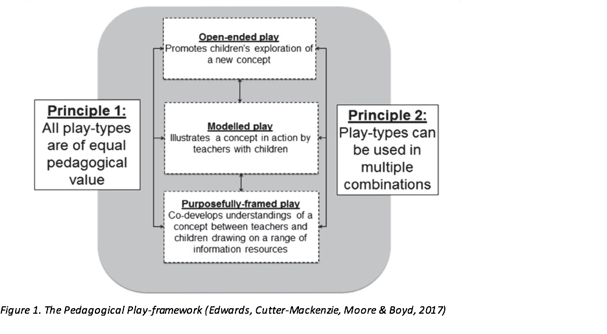 Open-ended play
Promotes children's exploration of
a new concept
Principle 1:
All play-types
are of equal
pedagogical
value
Modelled play
Illustrates a concept in action by
teachers with children
Principle 2:
Play-types can
be used in
multiple
combinations
Purposefully-framed play
Co-develops understandings of a
concept between teachers and
children drawing on a range of
information resources
Figure 1. The Pedagogical Play-framework (Edwards, Cutter-Mackenzie, Moore & Boyd, 2017)